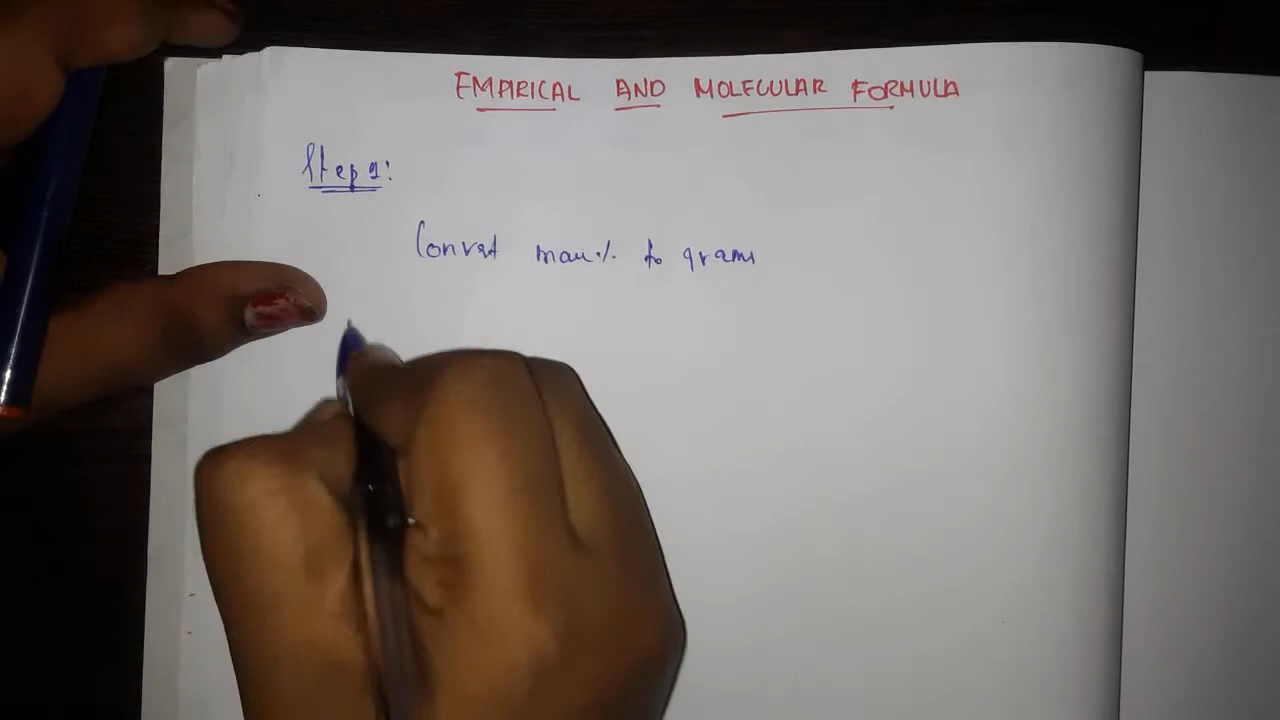 EMPIRICAL AND MOLECULAR FORMULA
Step 1:
Convert mass % to grams